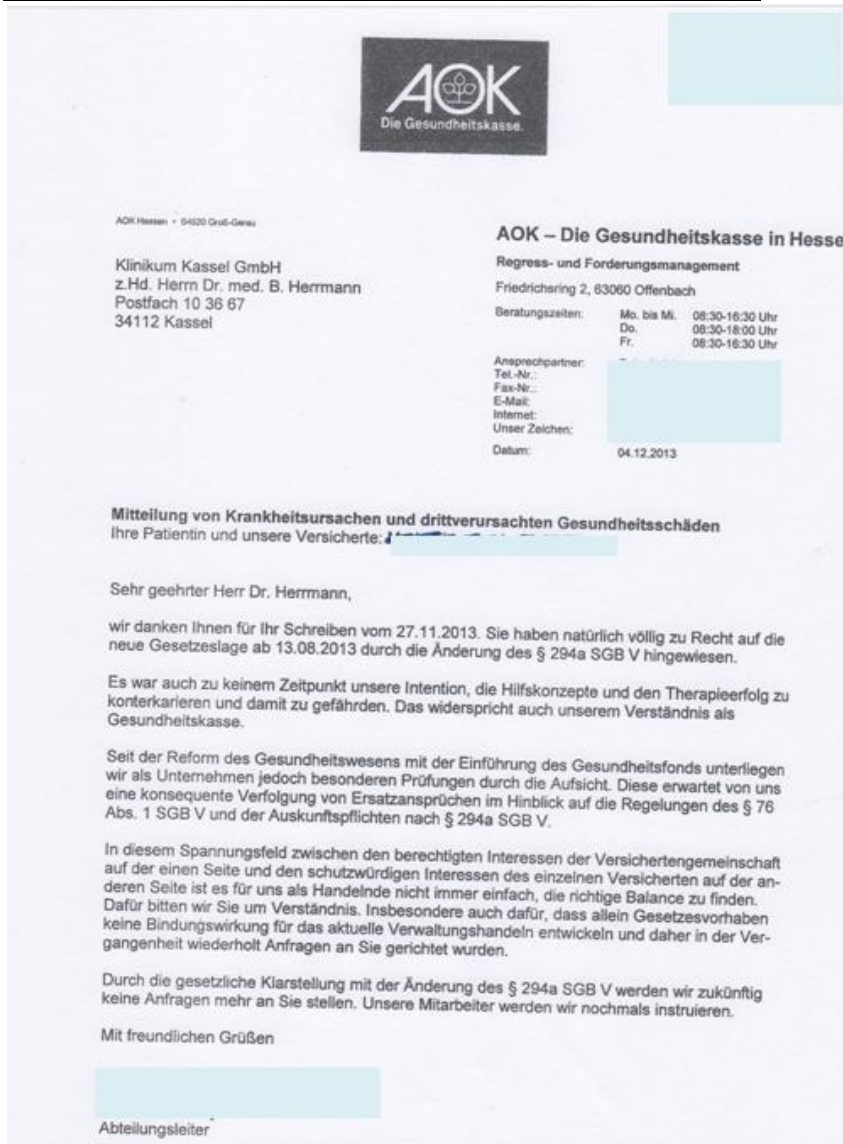 AOK
Die Gesundheitskasse.
AOK Hessen • 64520 Groß-Gerau
Klinikum Kassel GmbH
z.Hd. Herrn Dr. med. B. Herrmann
Postfach 10 36 67
34112 Kassel
AOK – Die Gesundheitskasse in Hesse
Regress- und Forderungsmanagement
Friedrichsring 2, 63060 Offenbach
Beratungszeiten: Mo. bis Mi. 08:30-16:30 Uhr
Do. 08:30-18:00 Uhr
Fr. 08:30-16:30 Uhr
Ansprechpartner:
Tel.-Nr.:
Fax-Nr.:
E-Mail:
Internet:
Unser Zeichen:
Datum: 04.12.2013
Mitteilung von Krankheitsursachen und drittverursachten Gesundheitsschäden
Ihre Patientin und unsere Versicherte:
Sehr geehrter Herr Dr. Herrmann,
wir danken Ihnen für Ihr Schreiben vom 27.11.2013. Sie haben natürlich völlig zu Recht auf die
neue Gesetzeslage ab 13.08.2013 durch die Änderung des § 294a SGB V hingewiesen.
Es war auch zu keinem Zeitpunkt unsere Intention, die Hilfskonzepte und den Therapieerfolg zu
konterkarieren und damit zu gefährden. Das widerspricht auch unserem Verständnis als
Gesundheitskasse.
Seit der Reform des Gesundheitswesens mit der Einführung des Gesundheitsfonds unterliegen
wir als Unternehmen jedoch besonderen Prüfungen durch die Aufsicht. Diese erwartet von uns
eine konsequente Verfolgung von Ersatzansprüchen im Hinblick auf die Regelungen des § 76
Abs. 1 SGB V und der Auskunftspflichten nach § 294a SGB V.
In diesem Spannungsfeld zwischen den berechtigten Interessen der Versichertengemeinschaft
auf der einen Seite und den schutzwürdigen Interessen des einzelnen Versicherten auf der an-
deren Seite ist es für uns als Handelnde nicht immer einfach, die richtige Balance zu finden.
Dafür bitten wir Sie um Verständnis. Insbesondere auch dafür, dass allein Gesetzesvorhaben
keine Bindungswirkung für das aktuelle Verwaltungshandeln entwickeln und daher in der Ver-
gangenheit wiederholt Anfragen an Sie gerichtet wurden.
Durch die gesetzliche Klarstellung mit der Änderung des § 294a SGB V werden wir zukünftig
keine Anfragen mehr an Sie stellen. Unsere Mitarbeiter werden wir nochmals instruieren.
Mit freundlichen Grüßen
Abteilungsleiter